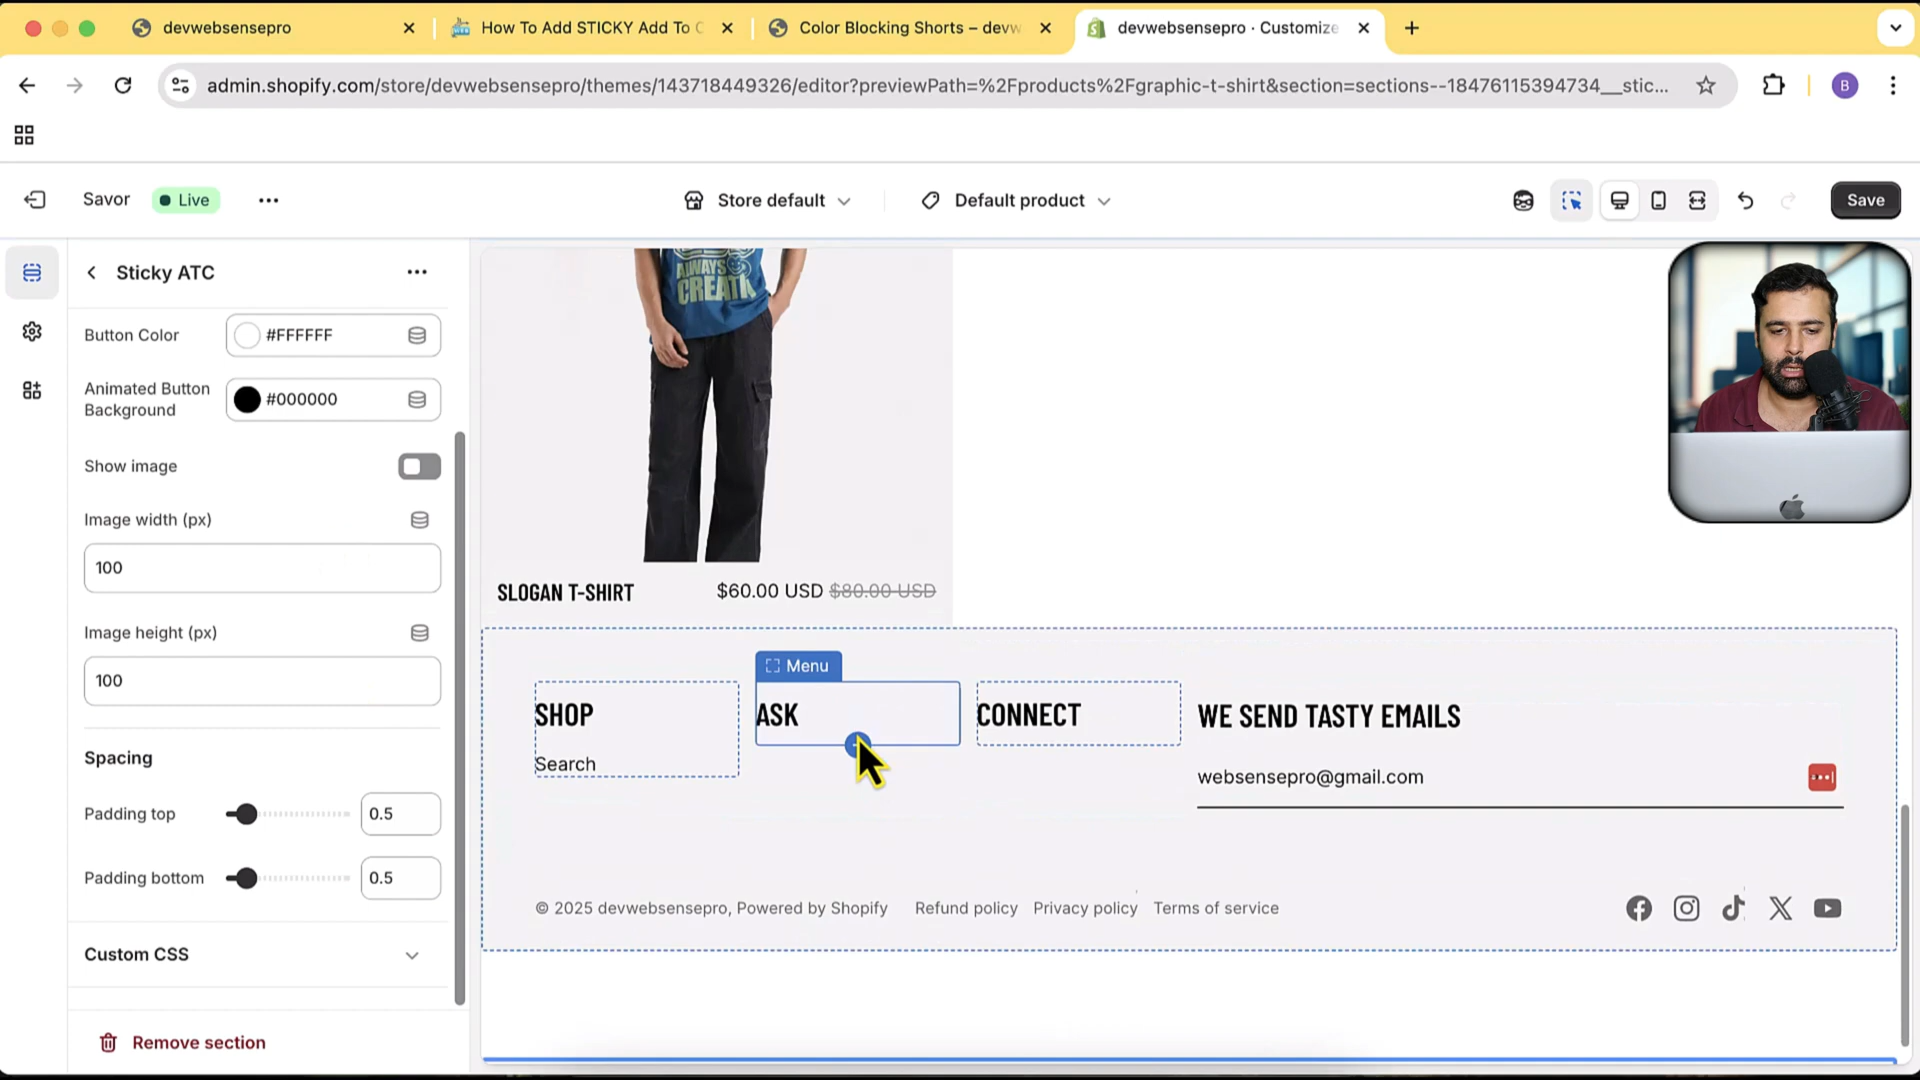 devwebsensepro
How To Add STICKY Add To C
Color Blocking Shorts – devw
devwebsensepro · Customize
admin.shopify.com/store/devwebsensepro/themes/143718449326/editor?previewPath=%2Fproducts%2Fgraphic-t-shirt&section=sections--18476115394734__stic...
B
Savor
Live
Store default
Default product
Save
Sticky ATC
Button Color
#FFFFFF
Animated Button
Background
#000000
Show image
Image width (px)
100
Image height (px)
100
Spacing
Padding top
0.5
Padding bottom
0.5
Custom CSS
Remove section
ALWAYS
SLOGAN T-SHIRT
$60.00 USD $80.00 USD
Menu
SHOP
Search
ASK
CONNECT
WE SEND TASTY EMAILS
websensepro@gmail.com
© 2025 devwebsensepro, Powered by Shopify
Refund policy
Privacy policy
Terms of service